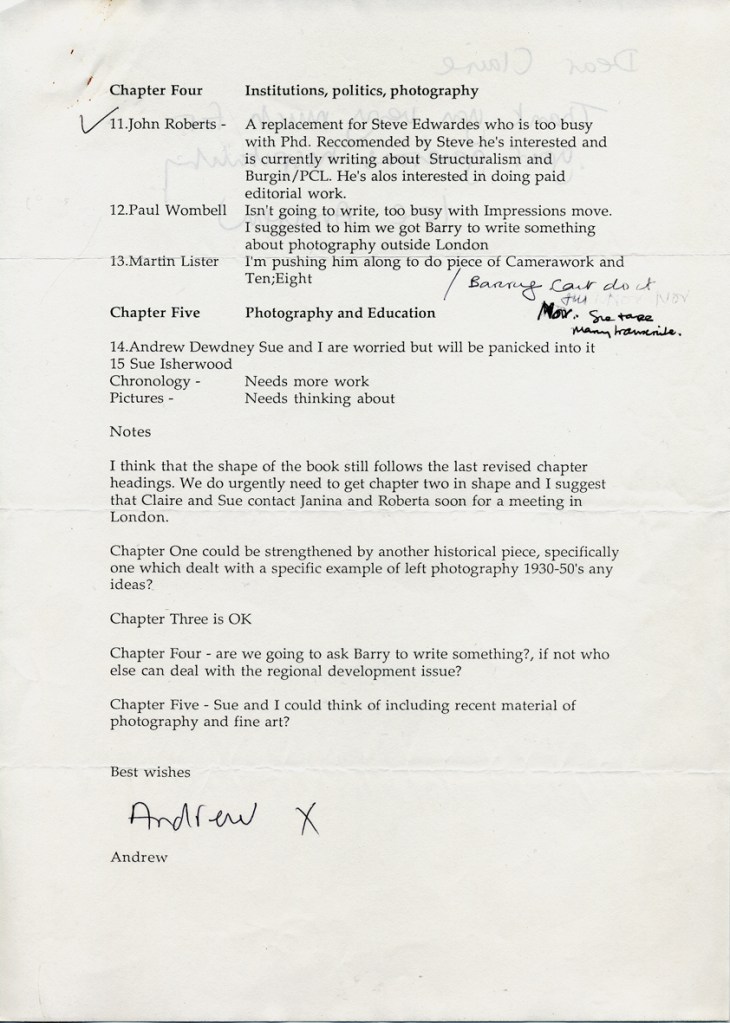 Dear Claire
Chapter Four Institutions, politics, photography
11.John Roberts - A replacement for Steve Edwardes who is too busy
with Phd. Reccomended by Steve he's interested and
is currently writing about Structuralism and
Burgin/PCL. He's alos interested in doing paid
editorial work.
12.Paul Wombell Isn't going to write, too busy with Impressions move.
I suggested to him we got Barry to write something
about photography outside London
13.Martin Lister I'm pushing him along to do piece of Camerawork and
Ten;Eight
/ can't do it
Chapter Five Photography and Education
Nov. Sue
Many
14.Andrew Dewdney Sue and I are worried but will be panicked into it
15 Sue Isherwood
Chronology - Needs more work
Pictures - Needs thinking about
Notes
I think that the shape of the book still follows the last revised chapter
headings. We do urgently need to get chapter two in shape and I suggest
that Claire and Sue contact Janina and Roberta soon for a meeting in
London.
Chapter One could be strengthened by another historical piece, specifically
one which dealt with a specific example of left photography 1930-50's any
ideas?
Chapter Three is OK
Chapter Four - are we going to ask Barry to write something?, if not who
else can deal with the regional development issue?
Chapter Five - Sue and I could think of including recent material of
photography and fine art?
Best wishes
Andrew X
Andrew